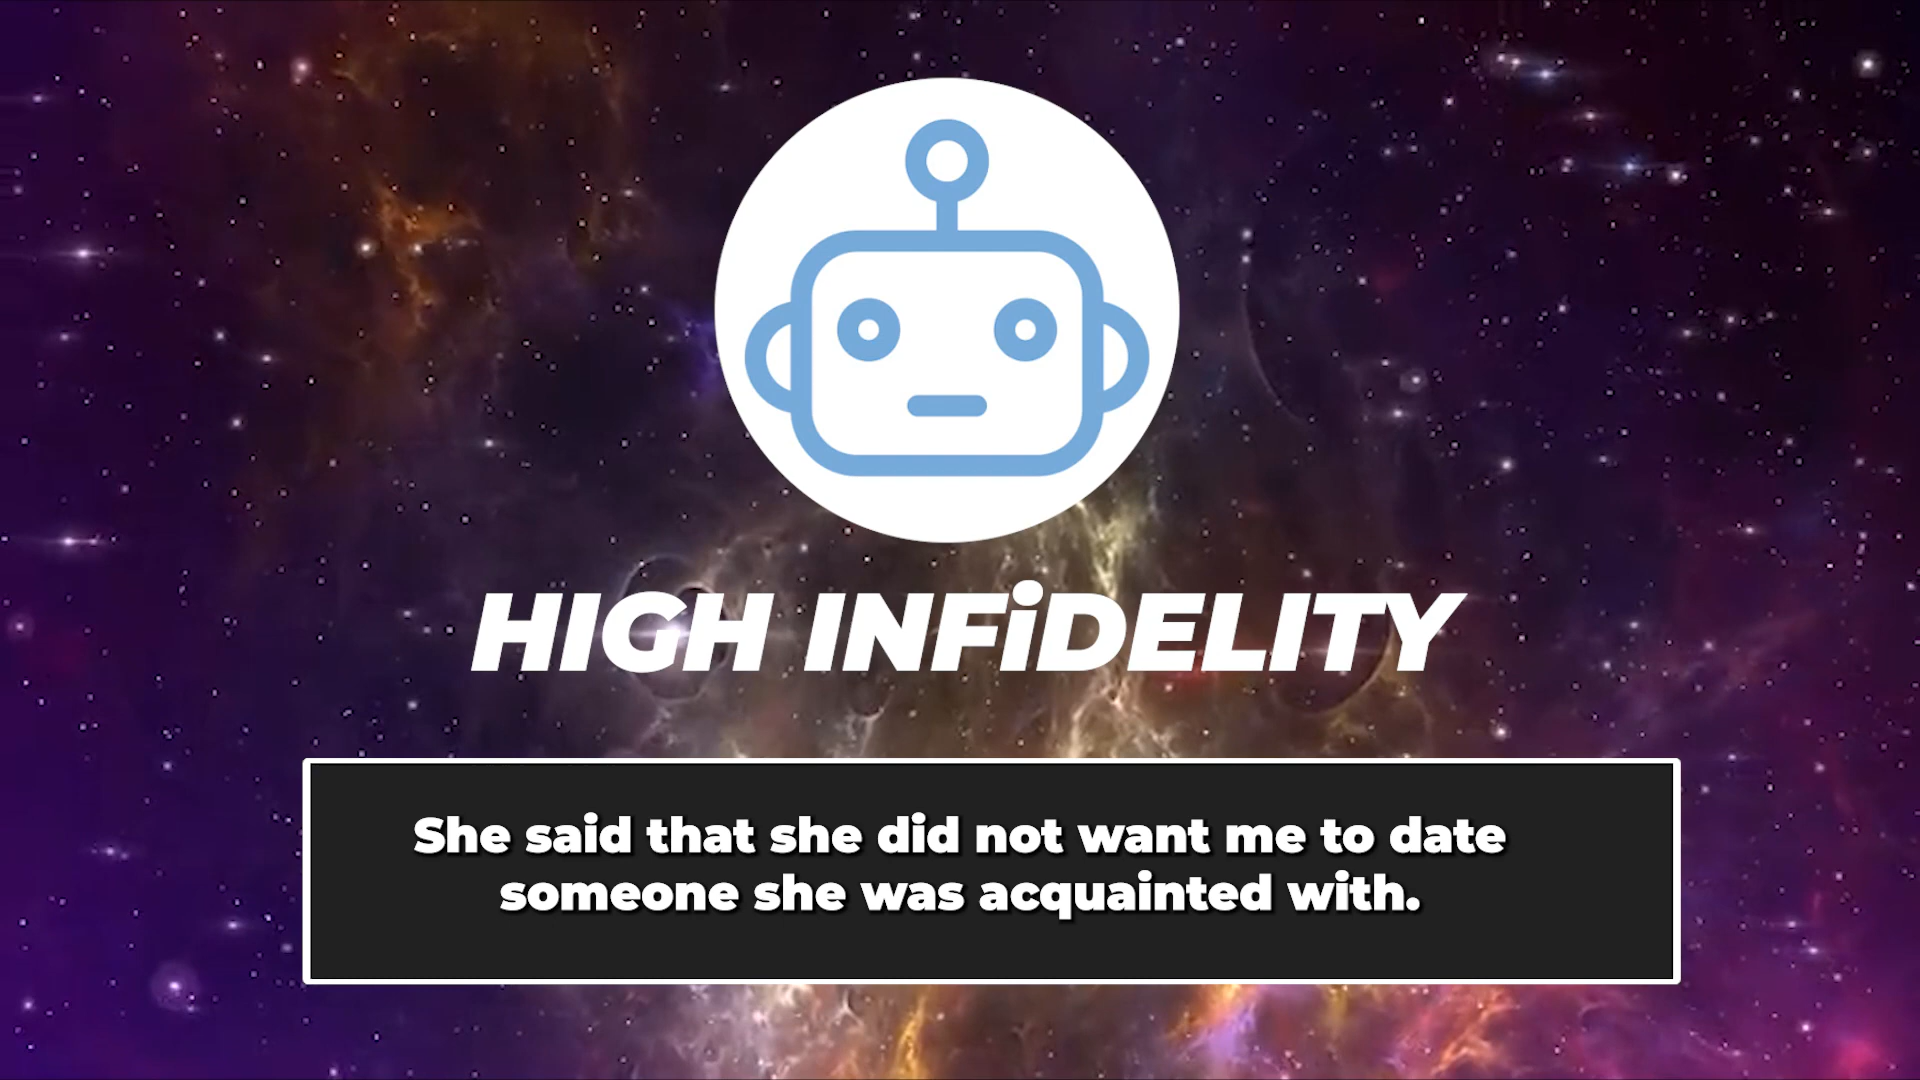 HIGH INFiDELITY
She said that she did not want me to date
someone she was acquainted with.